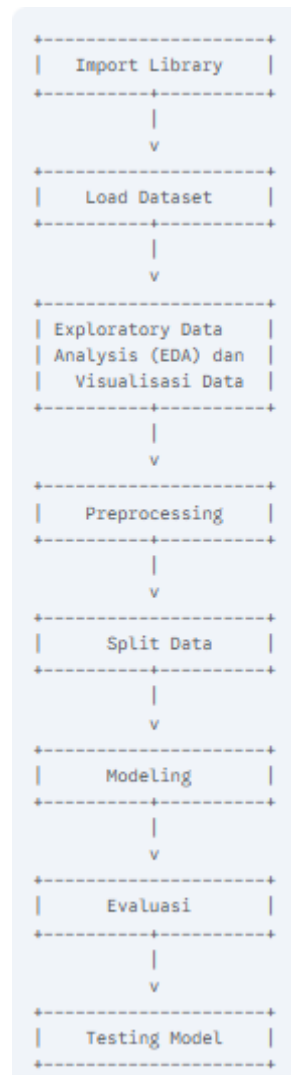 +---------------------+
| Import Library |
+----------+----------+
|
v
+---------------------+
| Load Dataset |
+----------+----------+
|
v
+---------------------+
| Exploratory Data |
| Analysis (EDA) dan |
| Visualisasi Data |
+----------+----------+
|
v
+---------------------+
| Preprocessing |
+----------+----------+
|
v
+---------------------+
| Split Data |
+----------+----------+
|
v
+---------------------+
| Modeling |
+----------+----------+
|
v
+---------------------+
| Evaluasi |
+----------+----------+
|
v
+---------------------+
| Testing Model |
+---------------------+